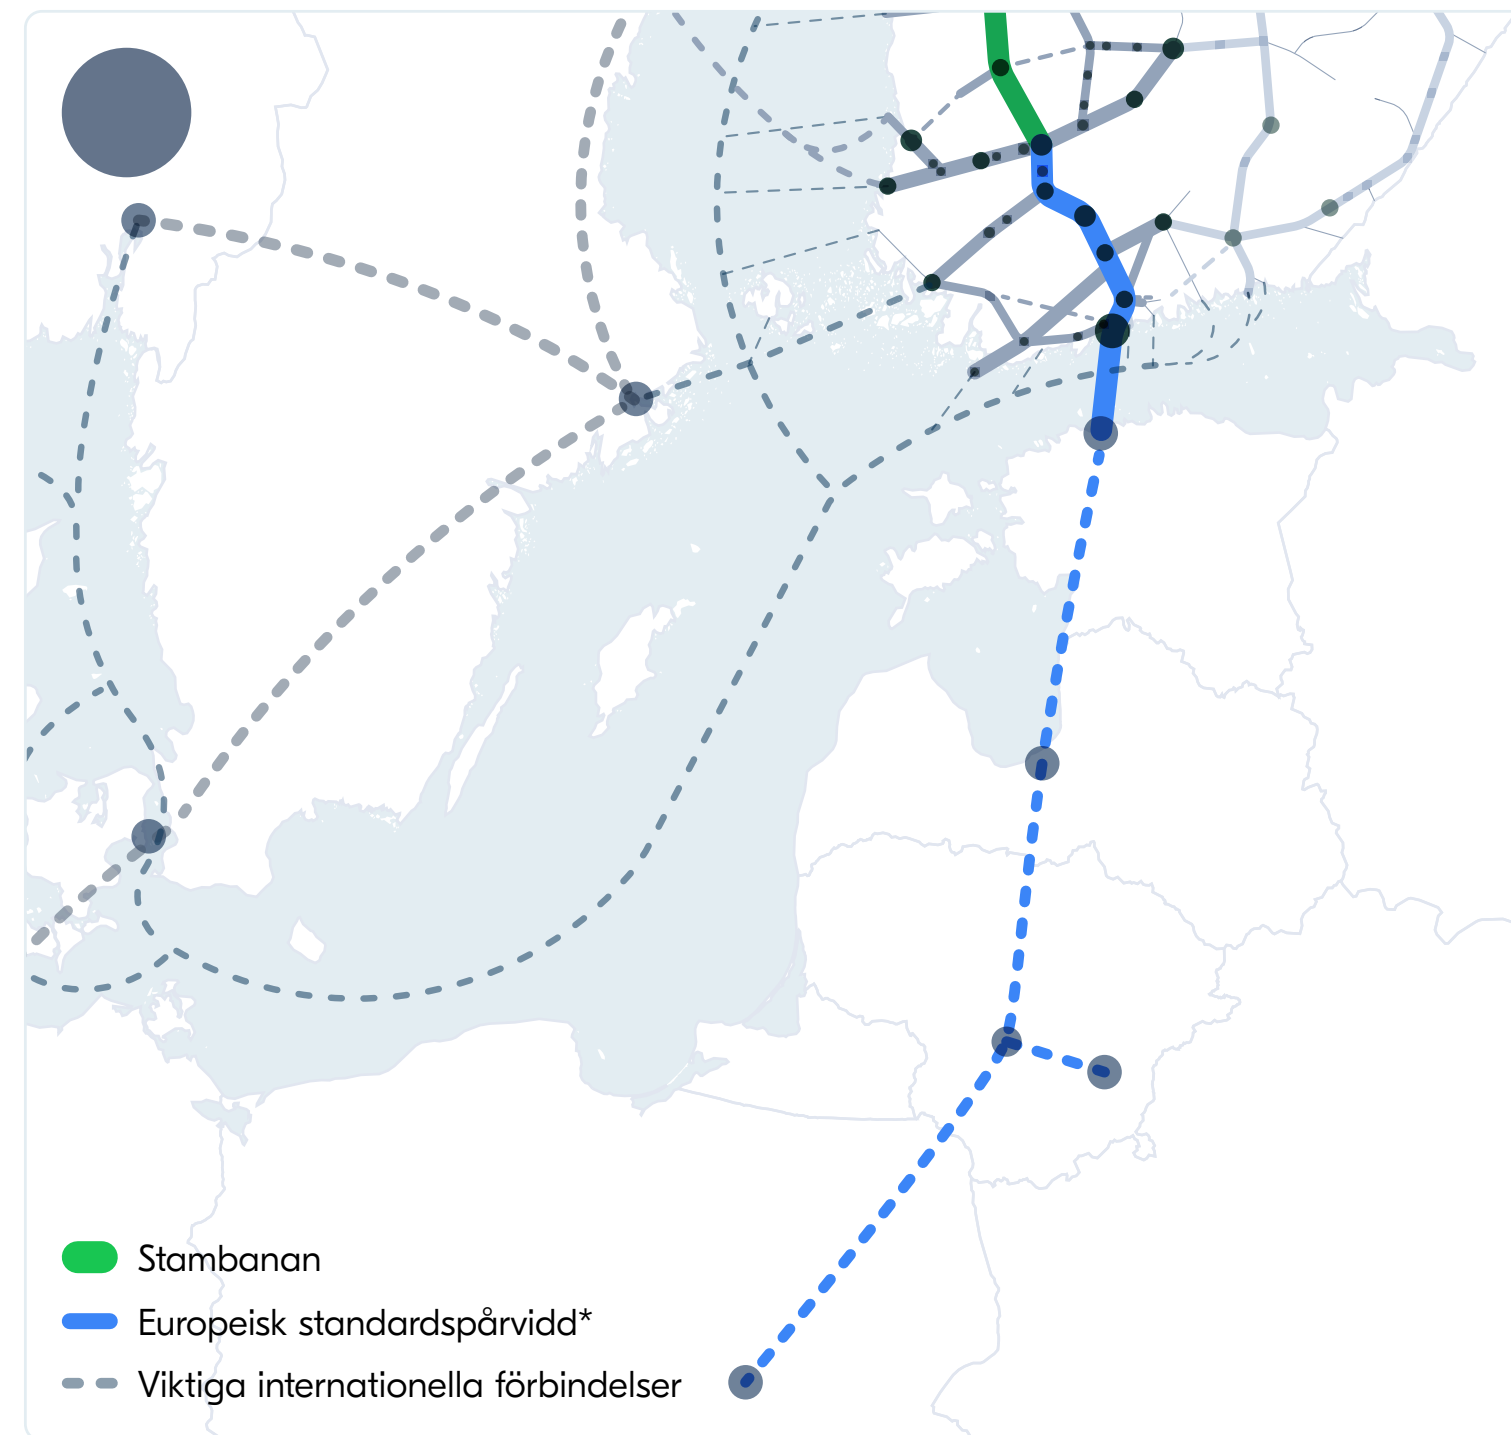 Stambanan
Europeisk standardspårvidd*
Viktiga internationella förbindelser